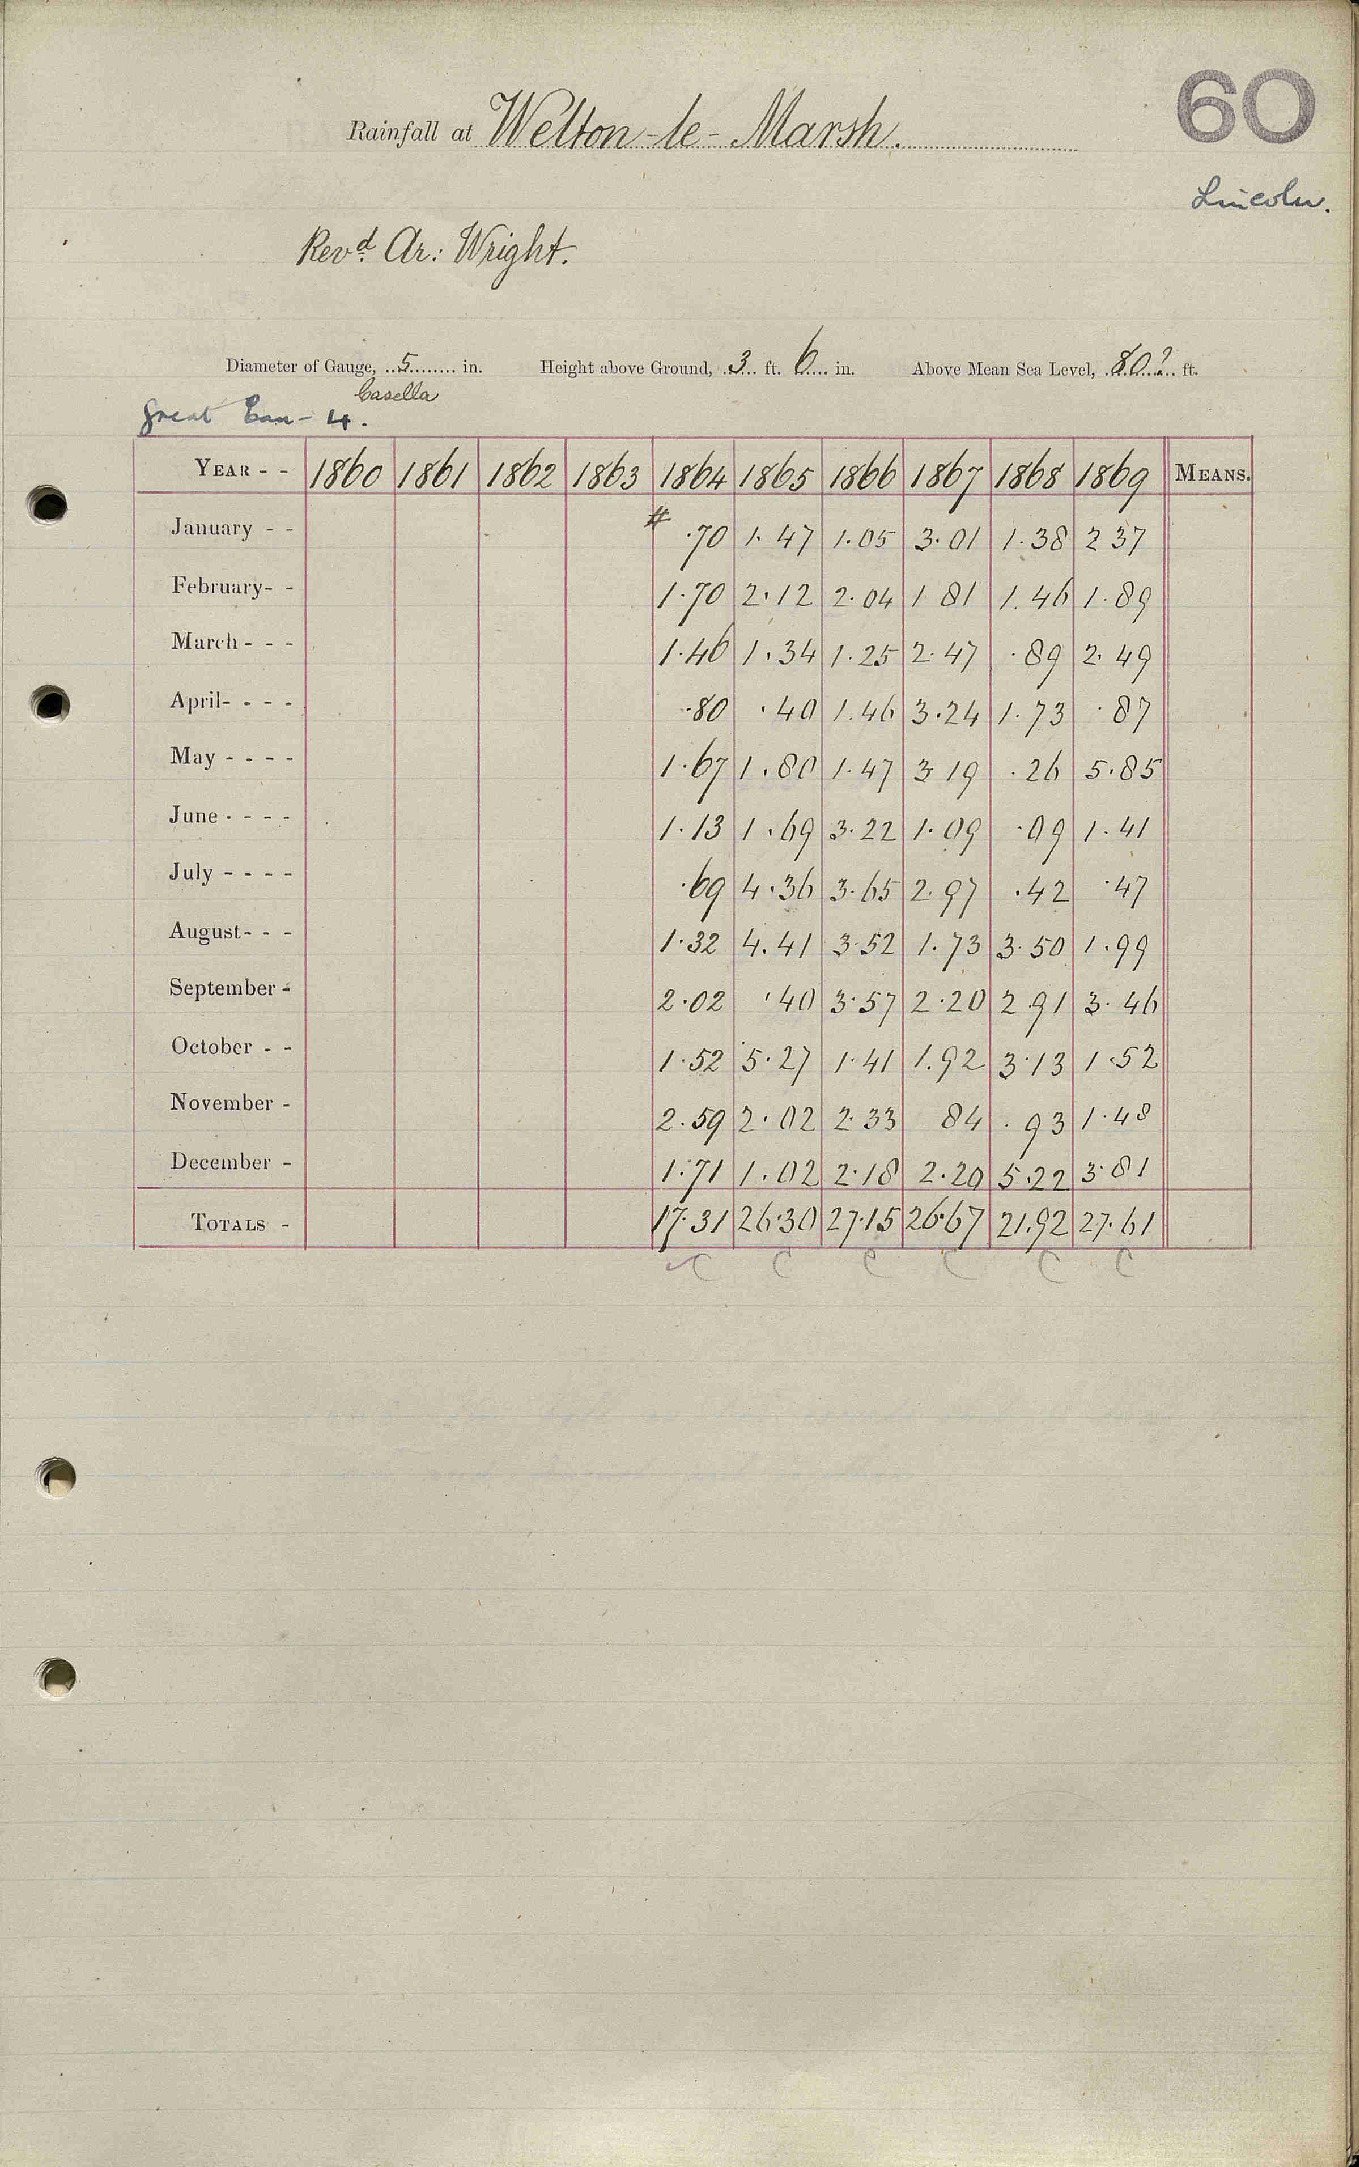 60
Rainfall at Welton-le-Marsh.
Lincoln.
Revd. Ar: Wright.
Diameter of Gauge, 5 in. Height above Ground, 3 ft. 6 in. Above Mean Sea Level, 80? ft.
Casella
Great Eau - 4.
YEAR - - 1860 1861 1862 1863 1864 1865 1866 1867 1868 1869 MEANS.
#
January - - ·70 1·47 1·05 3·01 1·38 2 37
February- - 1·70 2·12 2·04 1 81 1.46 1·89
March - - - 1·46 1·34 1·25 2·47 ·89 2·49
April- - - - ·80 ·40 1.46 3·24 1·73 ·87
May - - - - 1·67 1.80 1·47 3·19 ·26 5·85
June - - - - 1·13 1·69 3·22 1·09 ·09 1·41
July - - - - ·69 4·36 3·65 2·97 ·42 ·47
August- - - 1·32 4.41 3·52 1·73 3·50 1·99
September - 2·02 ·40 3·57 2·20 2 91 3·46
October - - 1·52 5·27 1·41 1.92 3·13 1·52
November - 2·59 2·02 2·33 84 ·93 1·48
December - 1·71 1·02 2·18 2·20 5·22 3·81
TOTALS - 17·31 26·30 27·15 26·67 21.92 27·61
✓C C C C C C